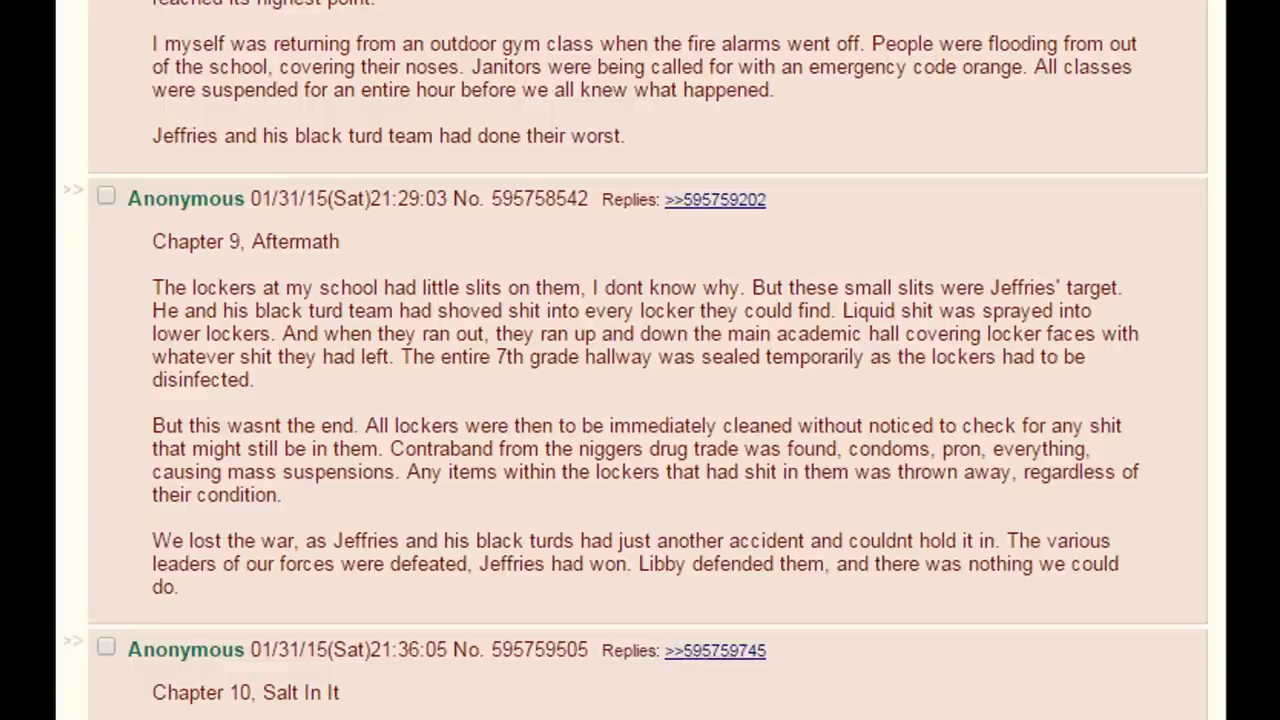 reached its highest point.
I myself was returning from an outdoor gym class when the fire alarms went off. People were flooding from out
of the school, covering their noses. Janitors were being called for with an emergency code orange. All classes
were suspended for an entire hour before we all knew what happened.
Jeffries and his black turd team had done their worst.
>> Anonymous 01/31/15(Sat)21:29:03 No. 595758542 Replies: >>595759202
Chapter 9, Aftermath
The lockers at my school had little slits on them, I dont know why. But these small slits were Jeffries' target.
He and his black turd team had shoved shit into every locker they could find. Liquid shit was sprayed into
lower lockers. And when they ran out, they ran up and down the main academic hall covering locker faces with
whatever shit they had left. The entire 7th grade hallway was sealed temporarily as the lockers had to be
disinfected.
But this wasnt the end. All lockers were then to be immediately cleaned without noticed to check for any shit
that might still be in them. Contraband from the niggers drug trade was found, condoms, pron, everything,
causing mass suspensions. Any items within the lockers that had shit in them was thrown away, regardless of
their condition.
We lost the war, as Jeffries and his black turds had just another accident and couldnt hold it in. The various
leaders of our forces were defeated, Jeffries had won. Libby defended them, and there was nothing we could
do.
>> Anonymous 01/31/15(Sat)21:36:05 No. 595759505 Replies: >>595759745
Chapter 10, Salt In It